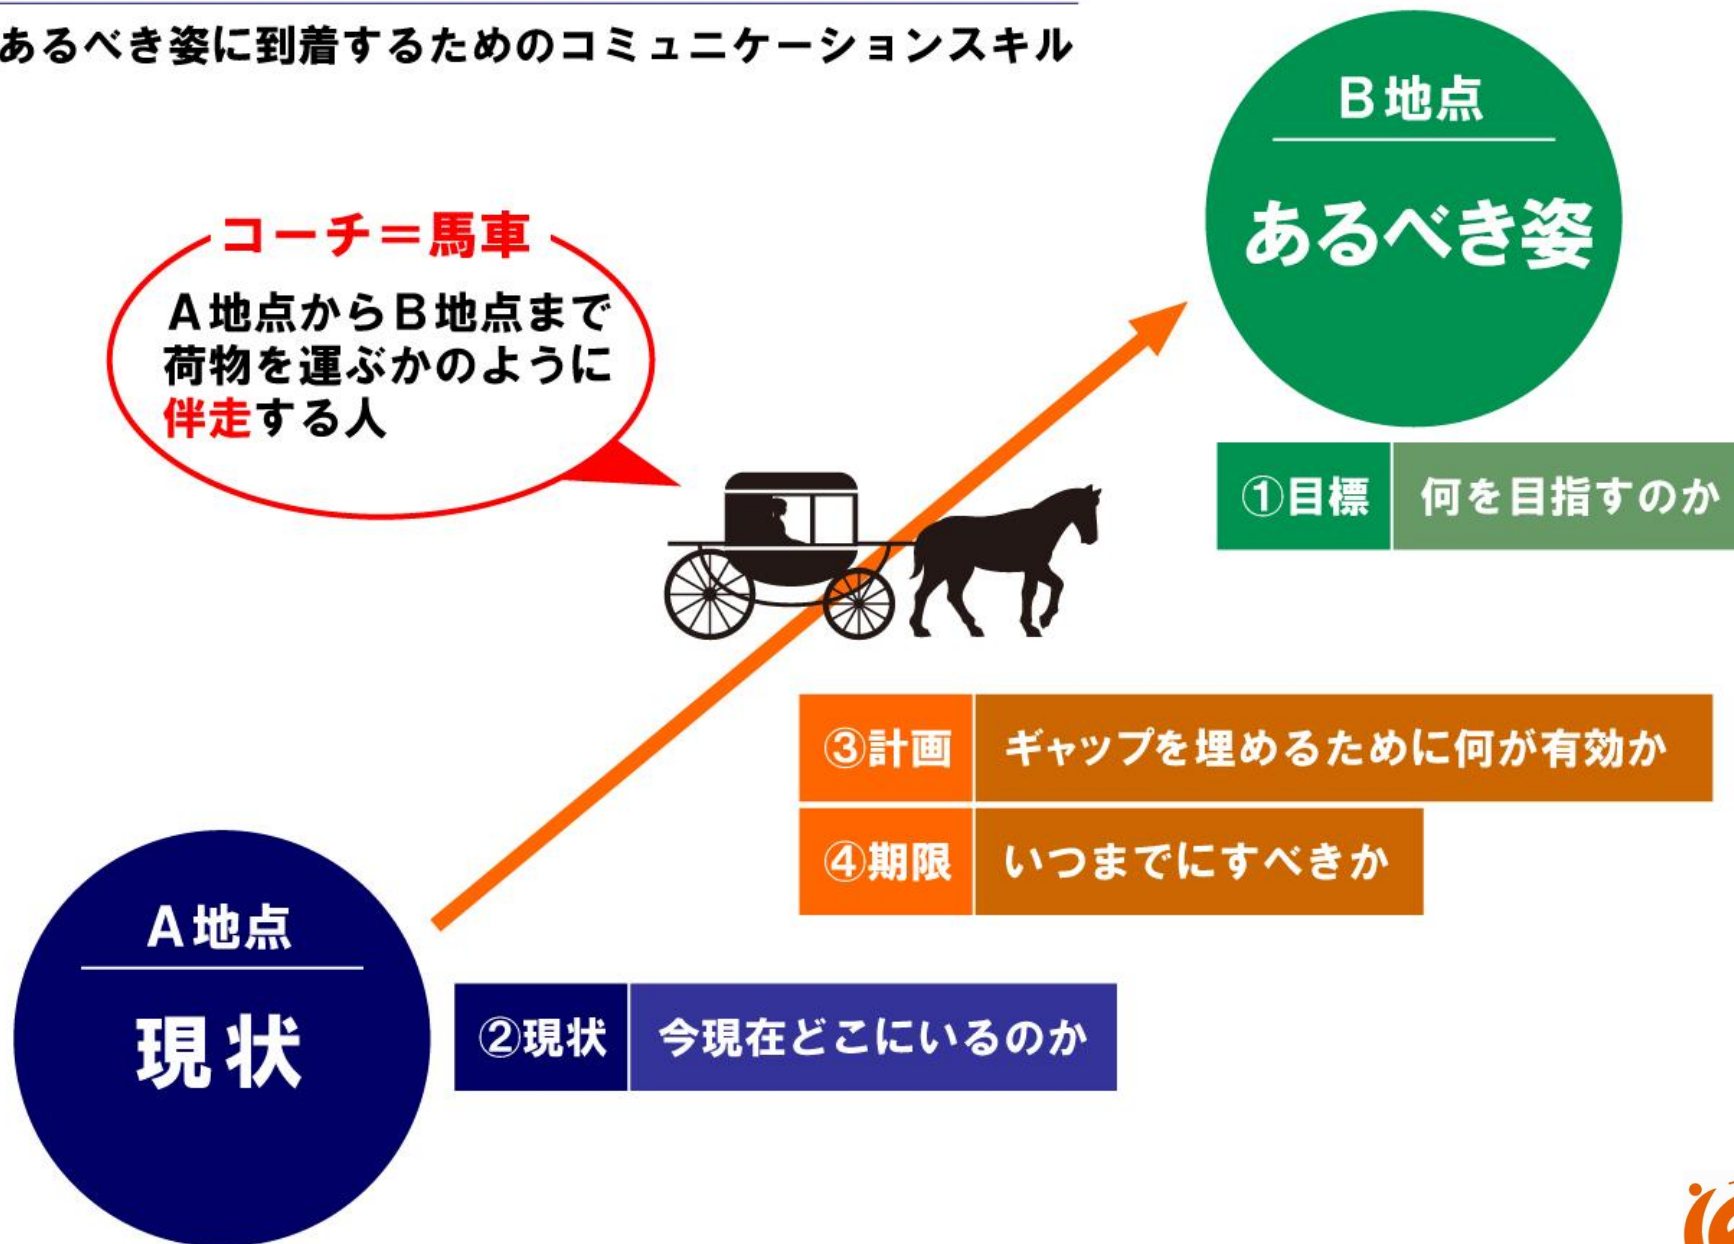 あるべき姿に到着するためのコミュニケーションスキル
B地点
あるべき姿
コーチ＝馬車
A地点からB地点まで
荷物を運ぶかのように
伴走する人
①目標 何を目指すのか
③計画 ギャップを埋めるために何が有効か
④期限 いつまでにすべきか
A地点
現状
②現状 今現在どこにいるのか